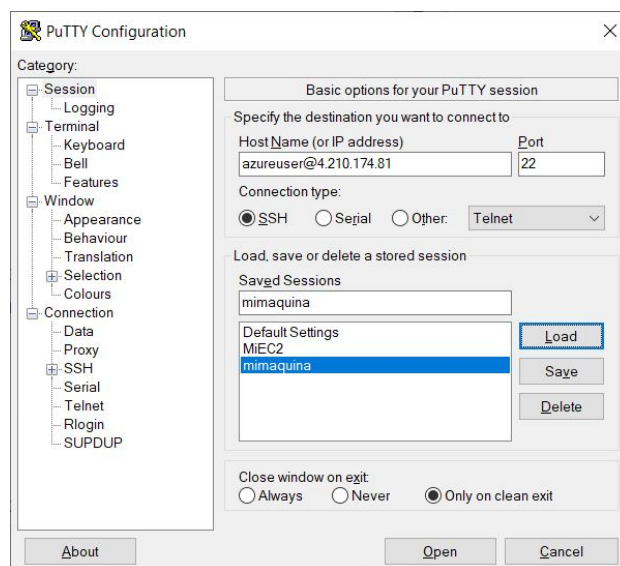 PuTTY Configuration
Category:
Session
Logging
Terminal
Keyboard
Bell
Features
Window
Appearance
Behaviour
Translation
Selection
Colours
Connection
Data
Proxy
SSH
Serial
Telnet
Rlogin
SUPDUP
Basic options for your PuTTY session
Specify the destination you want to connect to
Host Name (or IP address) Port
azureuser@4.210.174.81 22
Connection type:
SSH Serial Other: Telnet
Load, save or delete a stored session
Saved Sessions
mimaquina
Default Settings
MiEC2
mimaquina
Load
Save
Delete
Close window on exit:
Always Never Only on clean exit
About Open Cancel